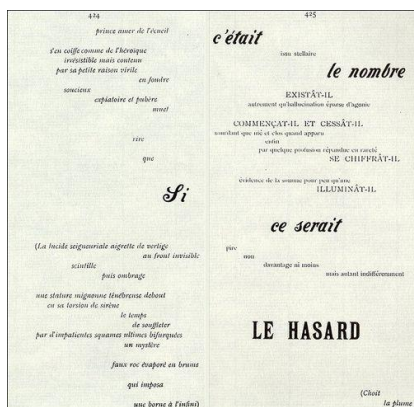 424
prince amer de l'écueil
s'en coiffe comme de l'héroïque
irrésistible mais contenu
par sa petite raison virile
en foudre
soucieux
expiatoire et pubère
muet
rire
que
Si
(La lucide seigneuriale aigrette de vertige
au front invisible
scintille
puis ombrage
une stature mignonne ténébreuse debout
en sa torsion de sirène
le temps
de souffleter
par d'impatientes squames ultimes bifurquées
un mystère
faux roc évaporé en brume
qui imposa
une borne à l'infini)
425
c'était
issu stellaire
le nombre
EXISTÂT-IL
autrement qu'hallucination éparse d'agonie
COMMENÇÂT-IL ET CESSÂT-IL
sourdant que nié et clos quand apparu
enfin
par quelque profusion répandue en rareté
SE CHIFFRÂT-IL
évidence de la somme pour peu qu'une
ILLUMINÂT-IL
ce serait
pire
non
davantage ni moins
mais autant indifféremment
LE HASARD
(Choit
la plume